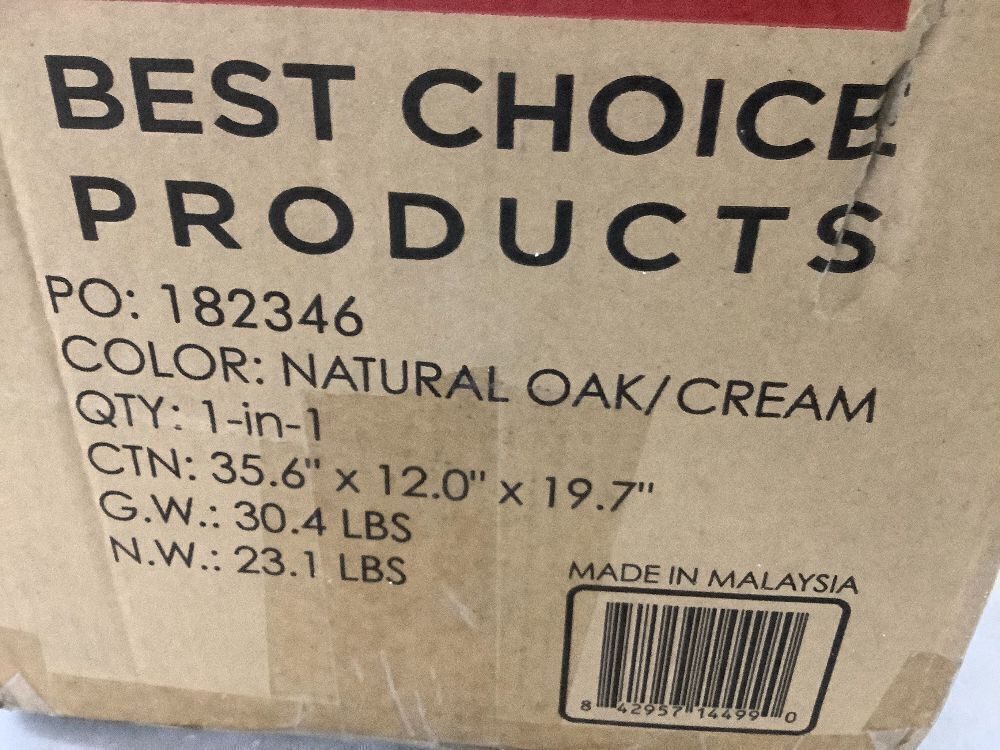 BEST CHOICE
PRODUCTS
PO: 182346
COLOR: NATURAL OAK/CREAM
QTY: 1-in-1
CTN: 35.6" x 12.0" x 19.7"
G.W.: 30.4 LBS
N.W.: 23.1 LBS
MADE IN MALAYSIA
8 42957 14499 0